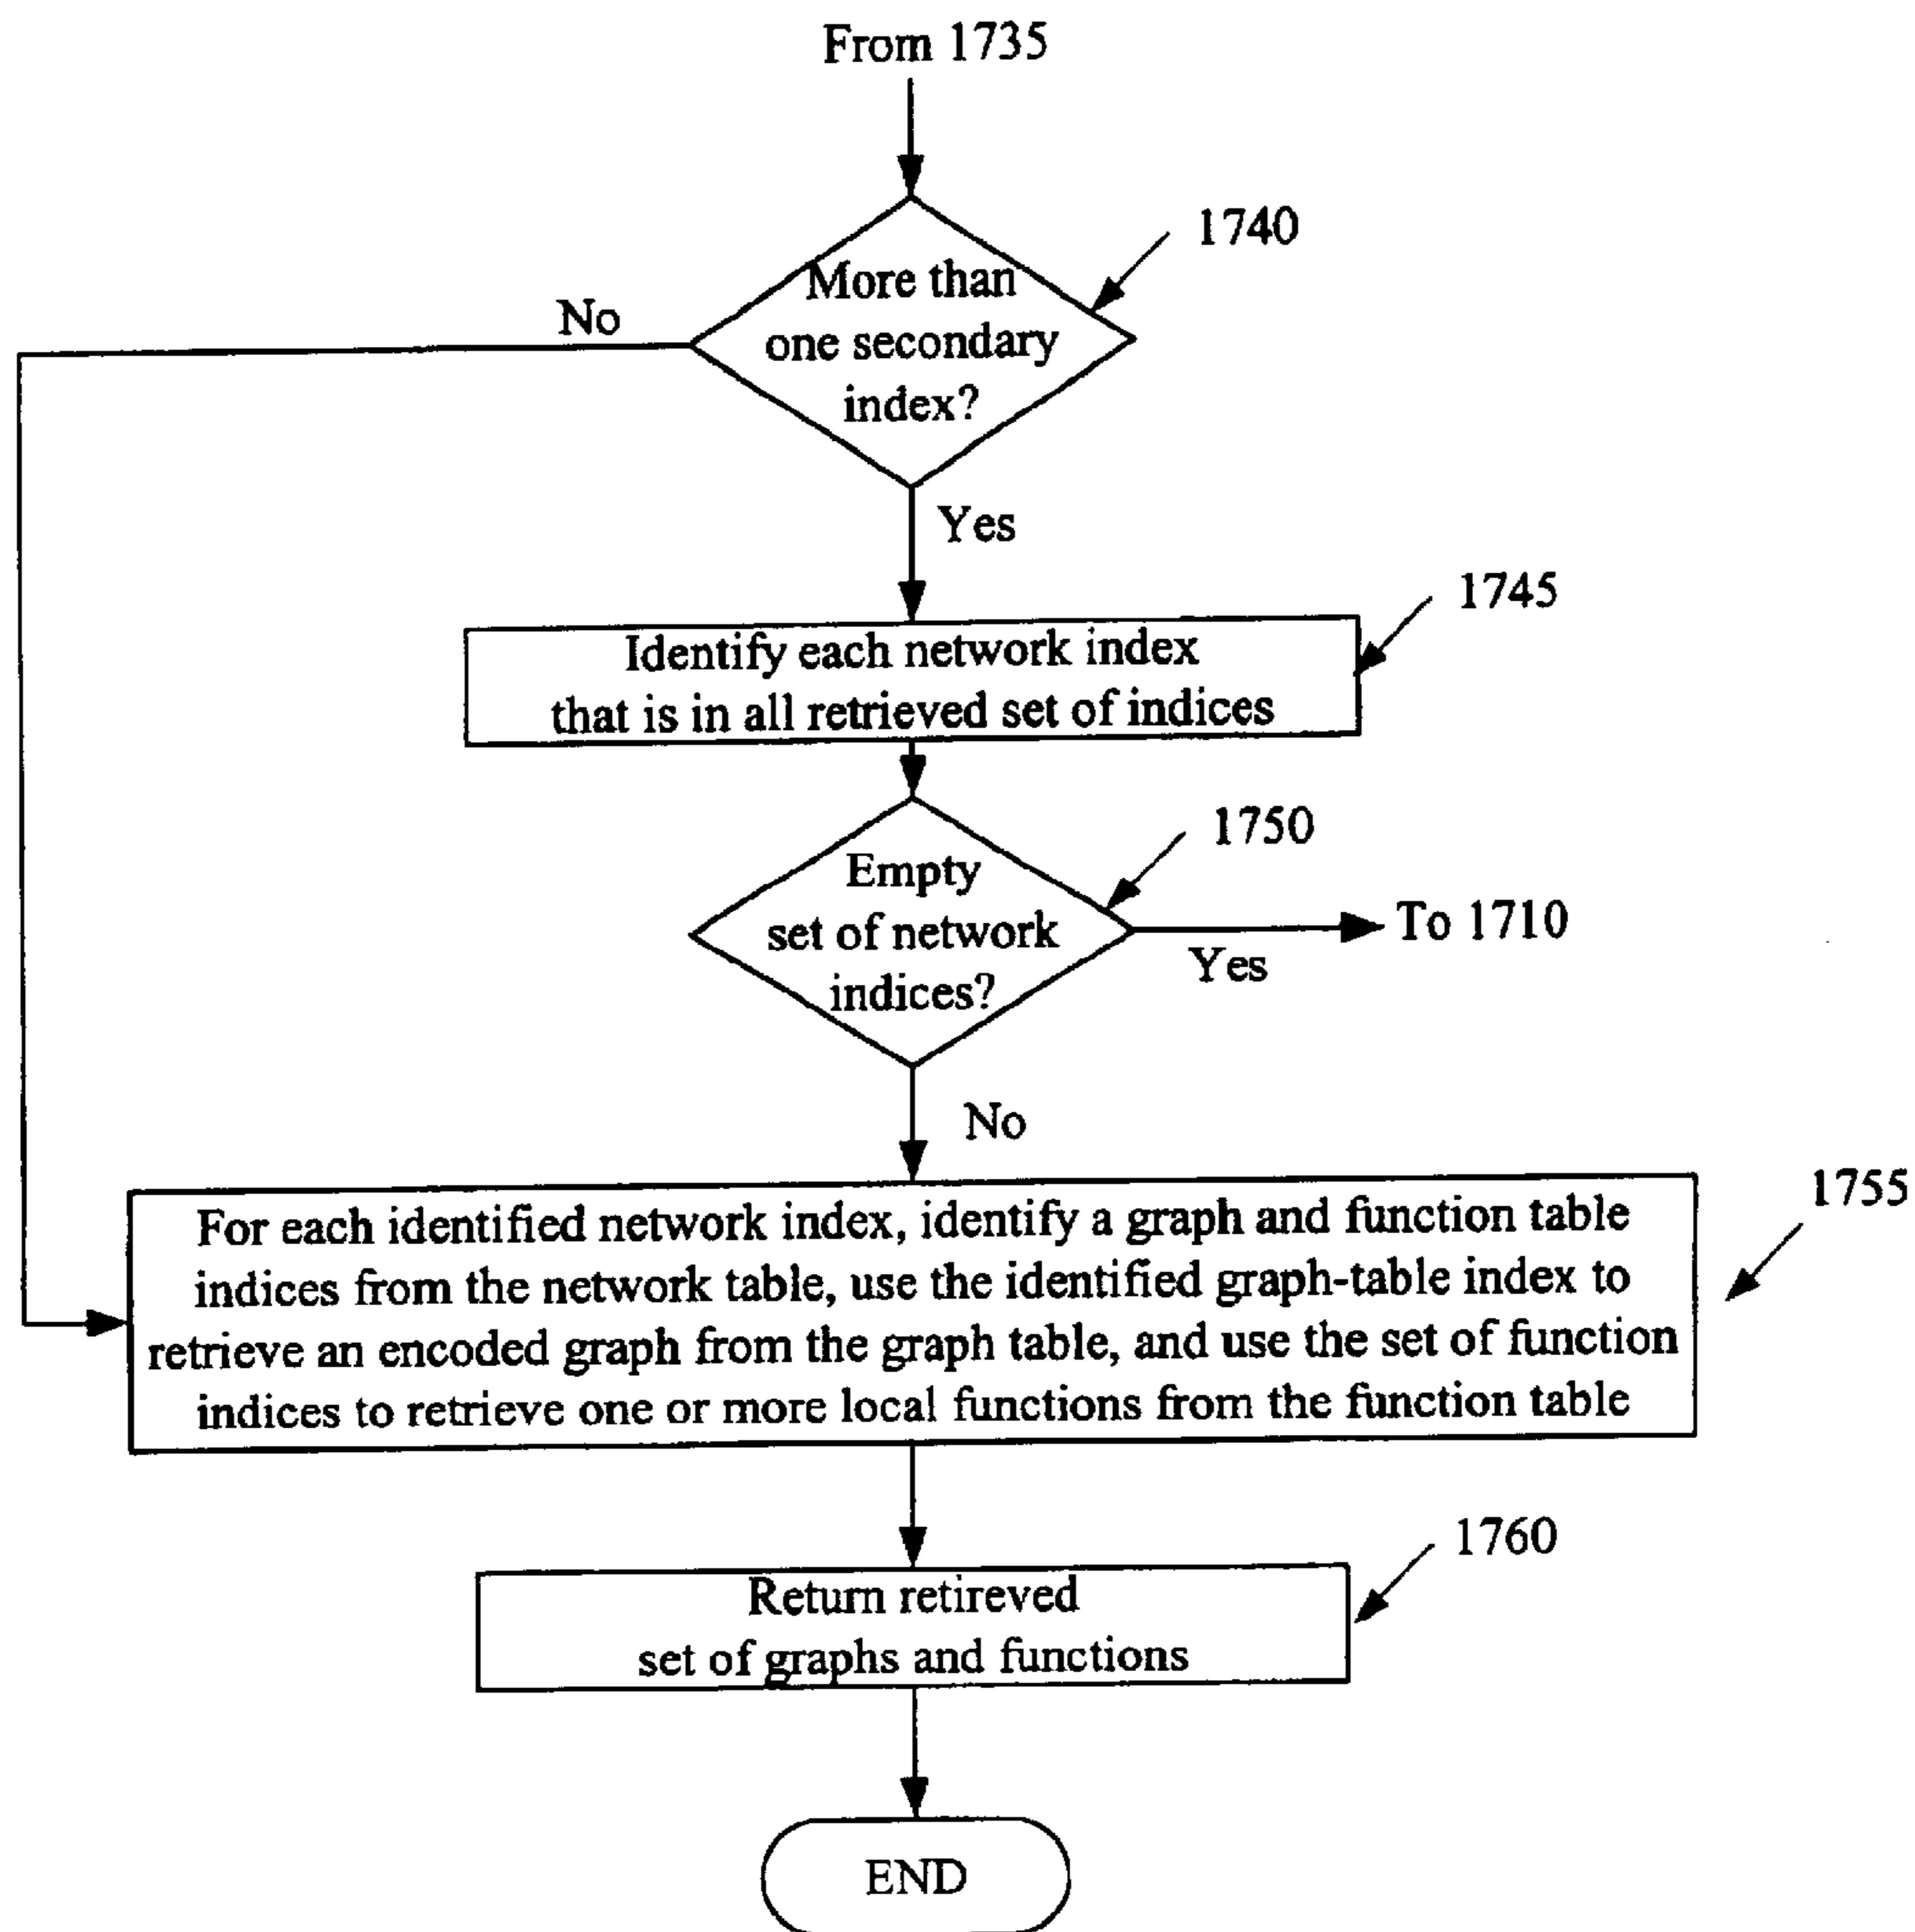 From 1735
1740
More than
one secondary
index?
No
Yes
1745
Identify each network index
that is in all retrieved set of indices
1750
Empty
set of network
indices?
To 1710
Yes
No
1755
For each identified network index, identify a graph and function table
indices from the network table, use the identified graph-table index to
retrieve an encoded graph from the graph table, and use the set of function
indices to retrieve one or more local functions from the function table
1760
Return retireved
set of graphs and functions
END